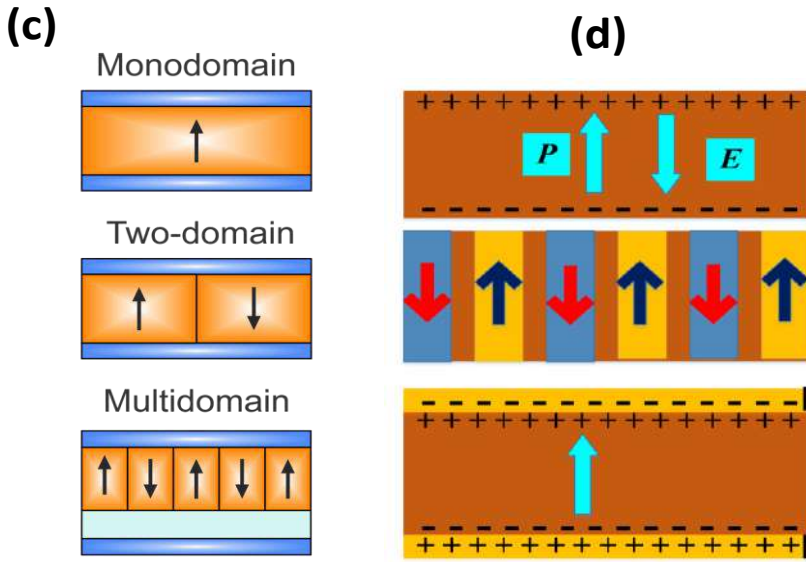 (c)
(d)
Monodomain
+ + + + + + + + + + + + + + +
P
E
- - - - - - - - - - - - - - -
Two-domain
Multidomain
- - - - - - - - - - - - - - -
+ + + + + + + + + + + + + + +
- - - - - - - - - - - - - - -
+ + + + + + + + + + + + + + +